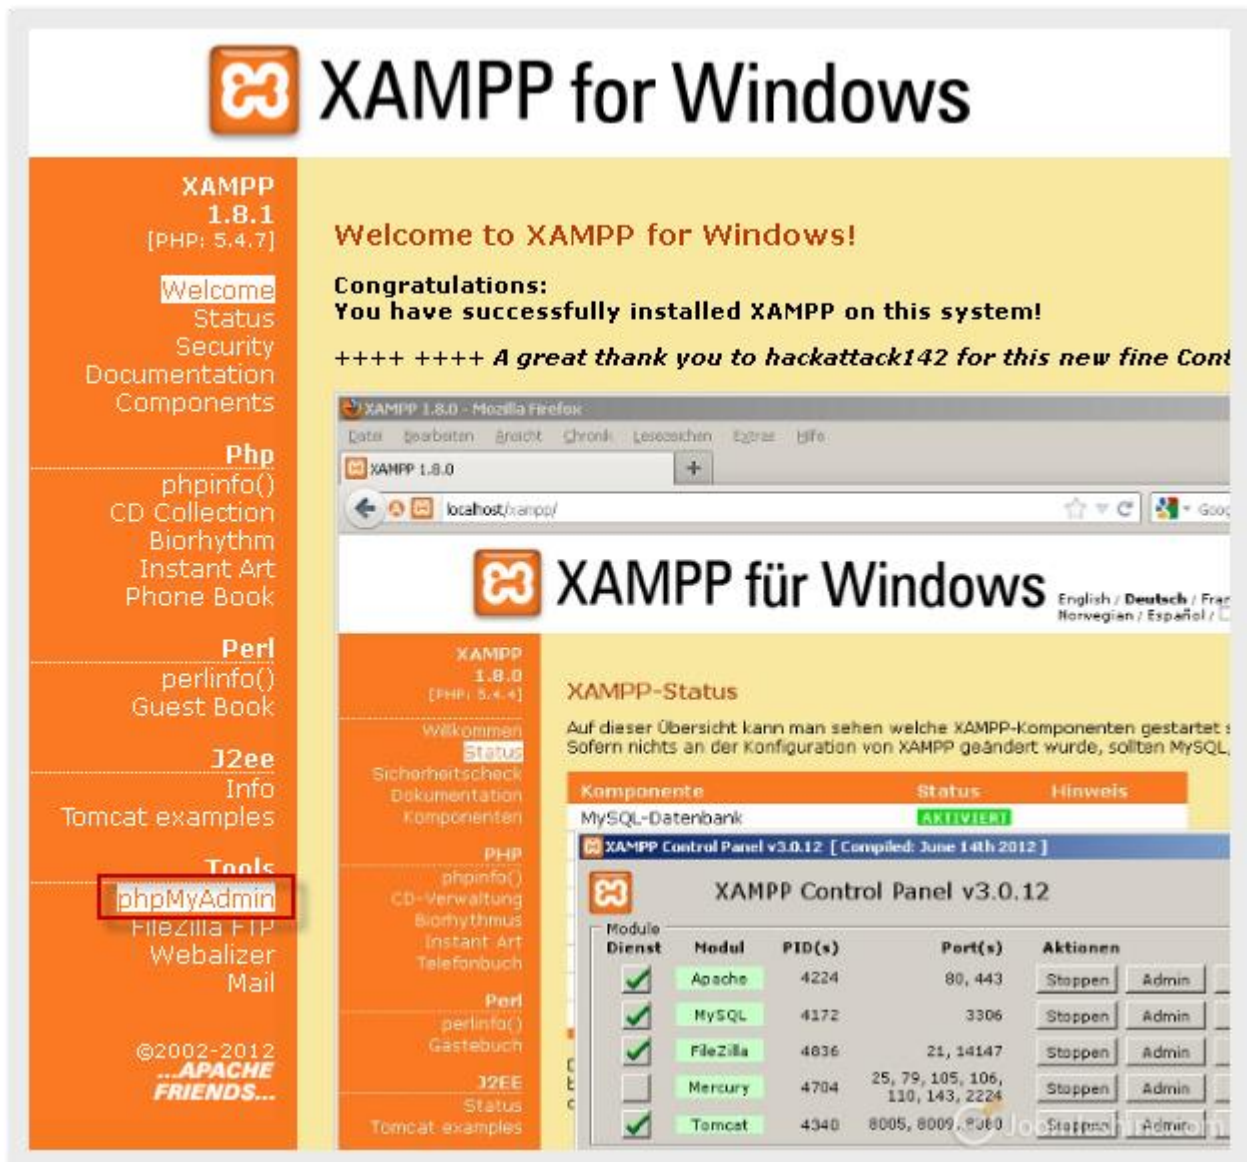 XAMPP for Windows
XAMPP
1.8.1
[PHP: 5.4.7]
Welcome
Status
Security
Documentation
Components
Php
phpinfo()
CD Collection
Biorhythm
Instant Art
Phone Book
Perl
perlinfo()
Guest Book
J2ee
Info
Tomcat examples
Tools
phpMyAdmin
FileZilla FTP
Webalizer
Mail
©2002-2012
...APACHE
FRIENDS...
Welcome to XAMPP for Windows!
Congratulations:
You have successfully installed XAMPP on this system!
++++ ++++ A great thank you to hackattack142 for this new fine Cont
XAMPP 1.8.0 - Mozilla Firefox
Datei Bearbeiten Ansicht Chronik Lesezeichen Extras Hilfe
XAMPP 1.8.0
localhost/xampp/
XAMPP für Windows
English / Deutsch / Fran
Norwegian / Español /
XAMPP
1.8.0
[PHP: 5.4.4]
Willkommen
Status
Sicherheitscheck
Dokumentation
Komponenten
PHP
phpinfo()
CD-Verwaltung
Biorhythmus
Instant Art
Telefonbuch
Perl
perlinfo()
Gästebuch
J2EE
Status
Tomcat examples
XAMPP-Status
Auf dieser Übersicht kann man sehen welche XAMPP-Komponenten gestartet s
Sofern nichts an der Konfiguration von XAMPP geändert wurde, sollten MySQL,
Komponente Status Hinweis
MySQL-Datenbank AKTIVIERT
XAMPP Control Panel v3.0.12 [ Compiled: June 14th 2012 ]
XAMPP Control Panel v3.0.12
Module
Dienst Modul PID(s) Port(s) Aktionen
Apache 4224 80, 443 Stoppen Admin
MySQL 4172 3306 Stoppen Admin
FileZilla 4836 21, 14147 Stoppen Admin
Mercury 4704 25, 79, 105, 106, 110, 143, 2224 Stoppen Admin
Tomcat 4340 8005, 8009, 8080 Stoppen Admin